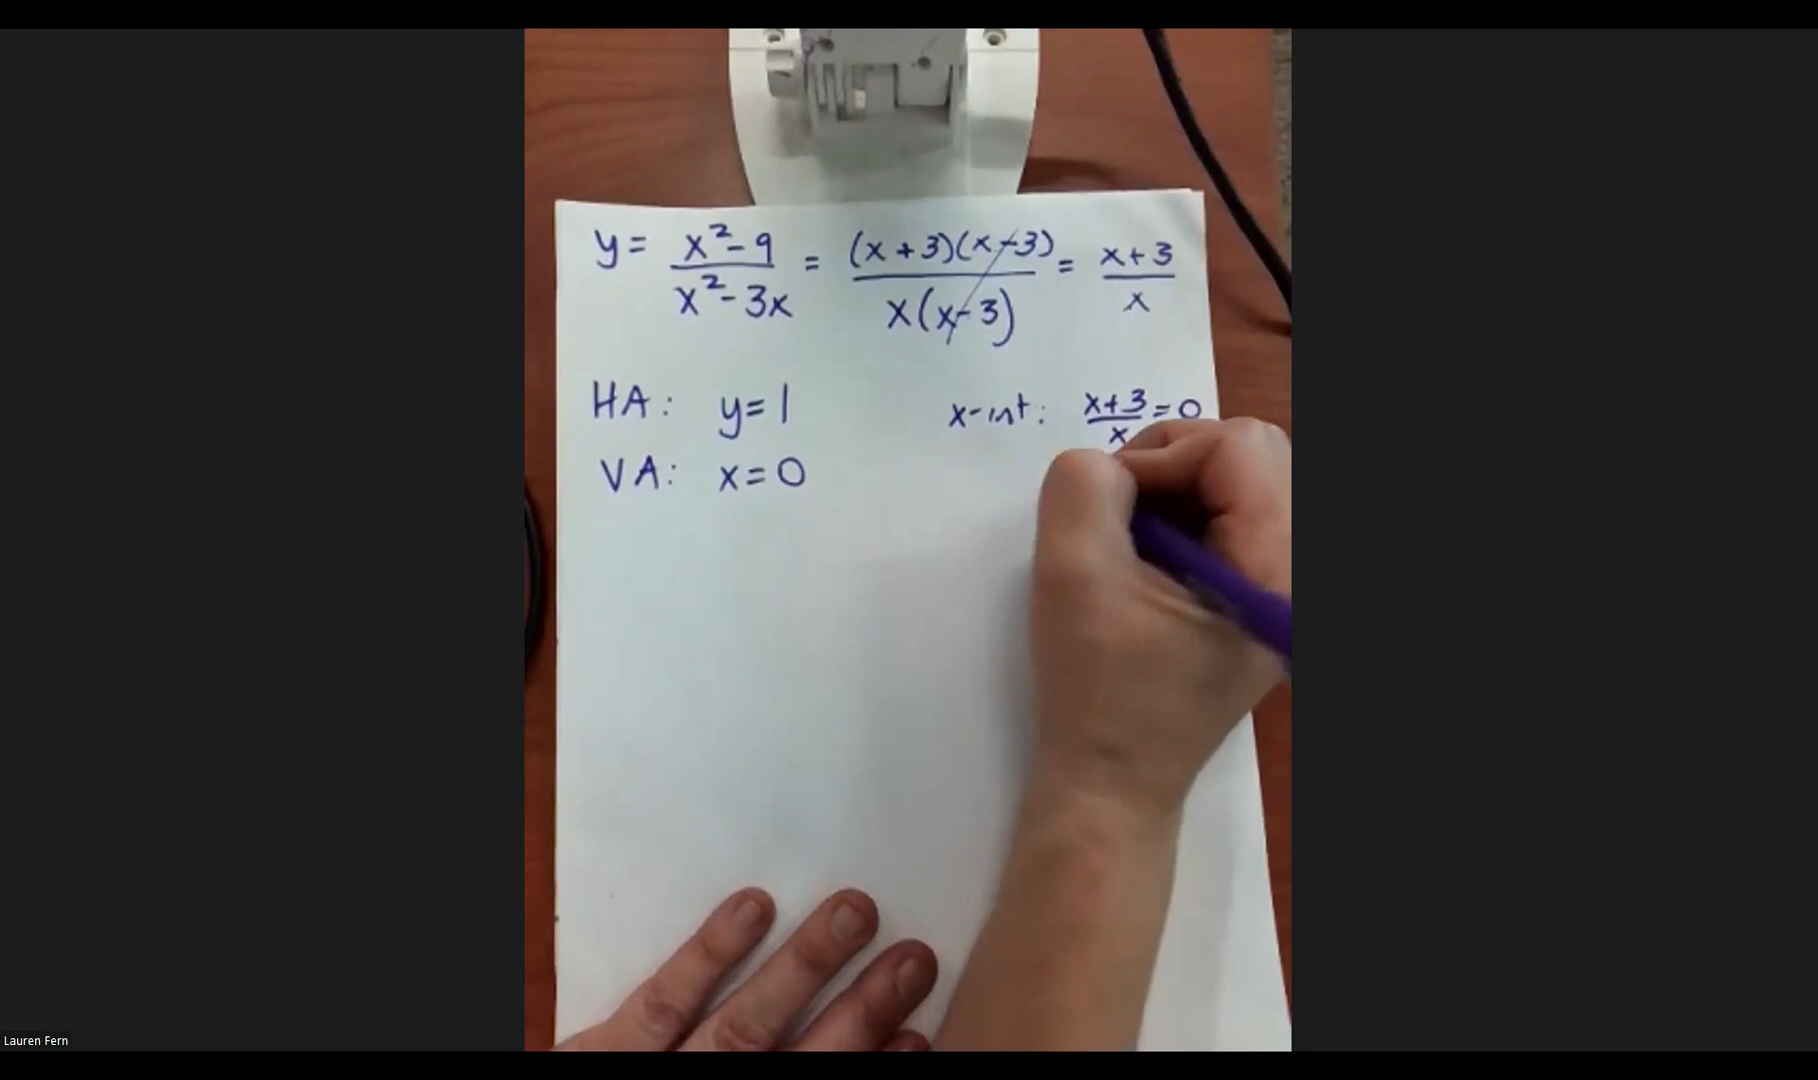 y = x²-9 / x²-3x = (x+3)(x-3) / x(x-3) = x+3 / x
HA: y=1
x-int: x+3 / x = 0
VA: x=0
Lauren Fern